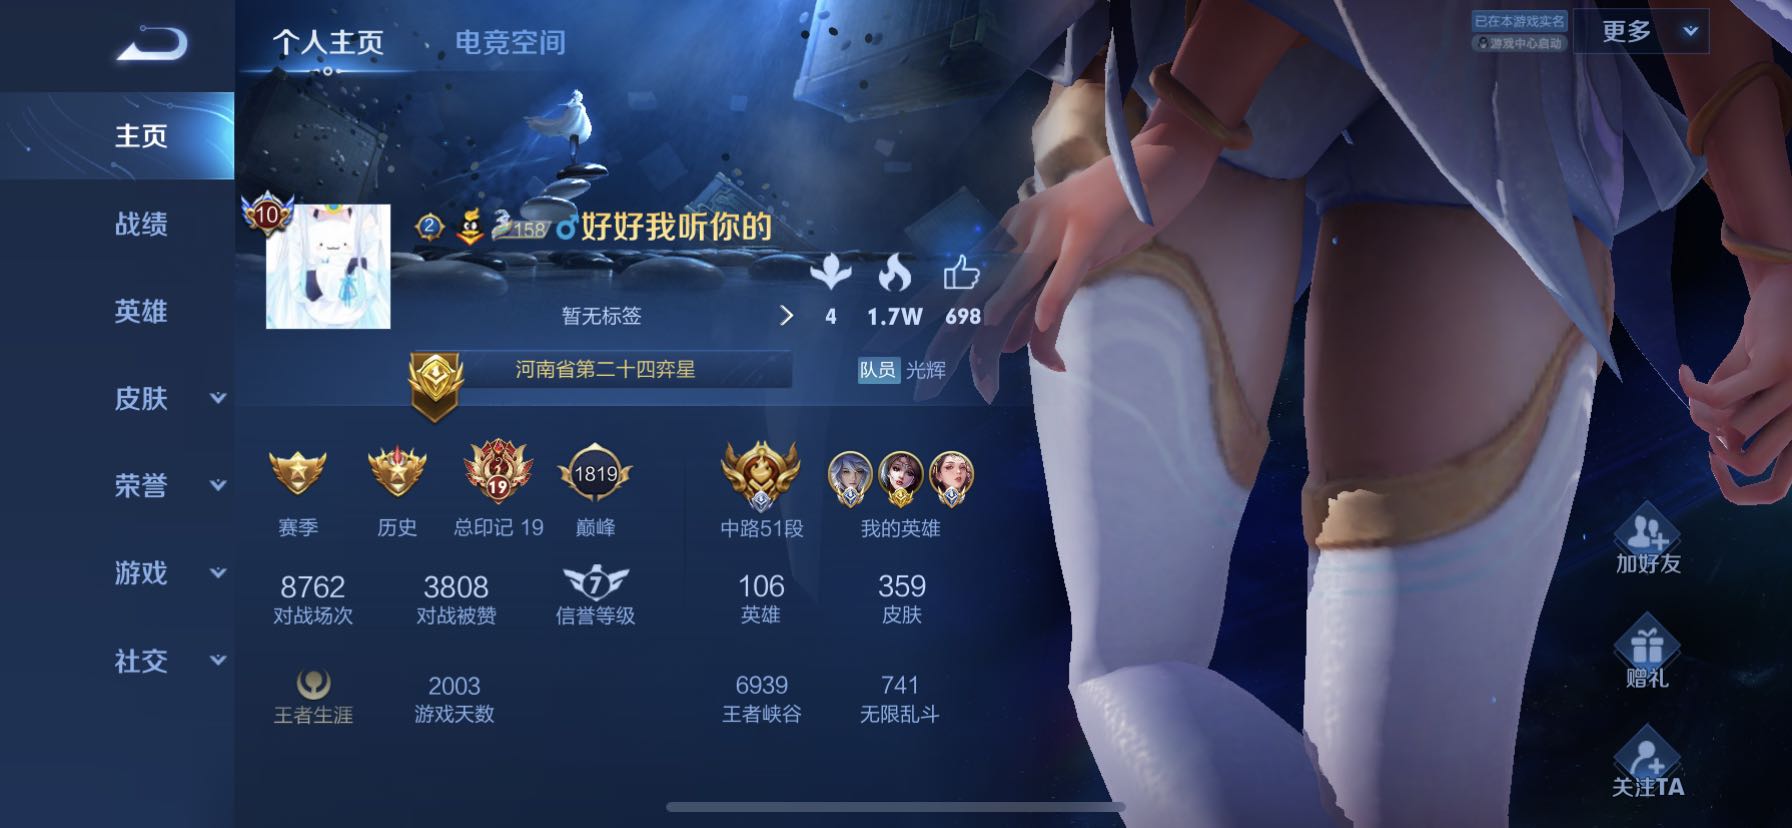 个人主页
电竞空间
已在本游戏实名
游戏中心启动
更多
主页
战绩
英雄
皮肤
荣誉
游戏
社交
10
2
158
好好我听你的
暂无标签
4
1.7W
698
河南省第二十四弈星
队员 光辉
19
1819
赛季
历史
总印记 19
巅峰
中路51段
我的英雄
8762
对战场次
3808
对战被赞
7
信誉等级
106
英雄
359
皮肤
王者生涯
2003
游戏天数
6939
王者峡谷
741
无限乱斗
加好友
赠礼
关注TA